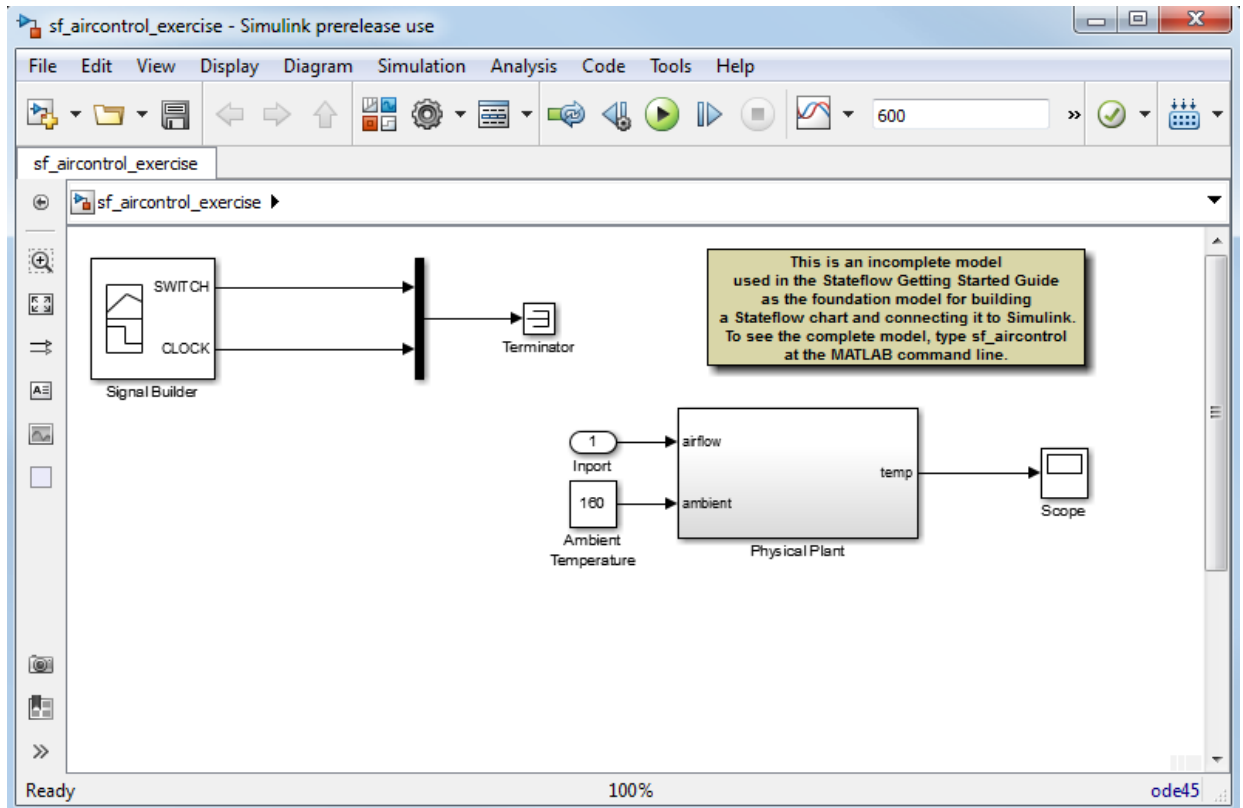 sf_aircontrol_exercise - Simulink prerelease use
File Edit View Display Diagram Simulation Analysis Code Tools Help
600
sf_aircontrol_exercise
sf_aircontrol_exercise
SWITCH
CLOCK
Signal Builder
Terminator
This is an incomplete model
used in the Stateflow Getting Started Guide
as the foundation model for building
a Stateflow chart and connecting it to Simulink.
To see the complete model, type sf_aircontrol
at the MATLAB command line.
1
Inport
160
Ambient
Temperature
airflow
ambient
temp
Physical Plant
Scope
Ready 100% ode45